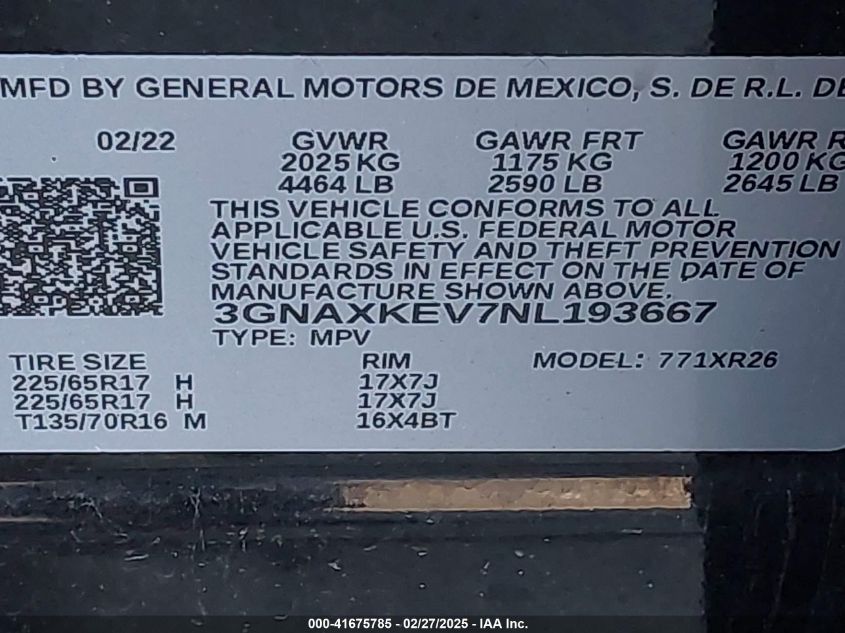 MFD BY GENERAL MOTORS DE MEXICO, S. DE R.L. DE
02/22 GVWR GAWR FRT GAWR R
2025 KG 1175 KG 1200 KG
4464 LB 2590 LB 2645 LB
THIS VEHICLE CONFORMS TO ALL
APPLICABLE U.S. FEDERAL MOTOR
VEHICLE SAFETY AND THEFT PREVENTION
STANDARDS IN EFFECT ON THE DATE OF
MANUFACTURE SHOWN ABOVE.
3GNAXKEV7NL193667
TYPE: MPV
TIRE SIZE RIM MODEL: 771XR26
225/65R17 H 17X7J
225/65R17 H 17X7J
T135/70R16 M 16X4BT
000-41675785 - 02/27/2025 - IAA Inc.